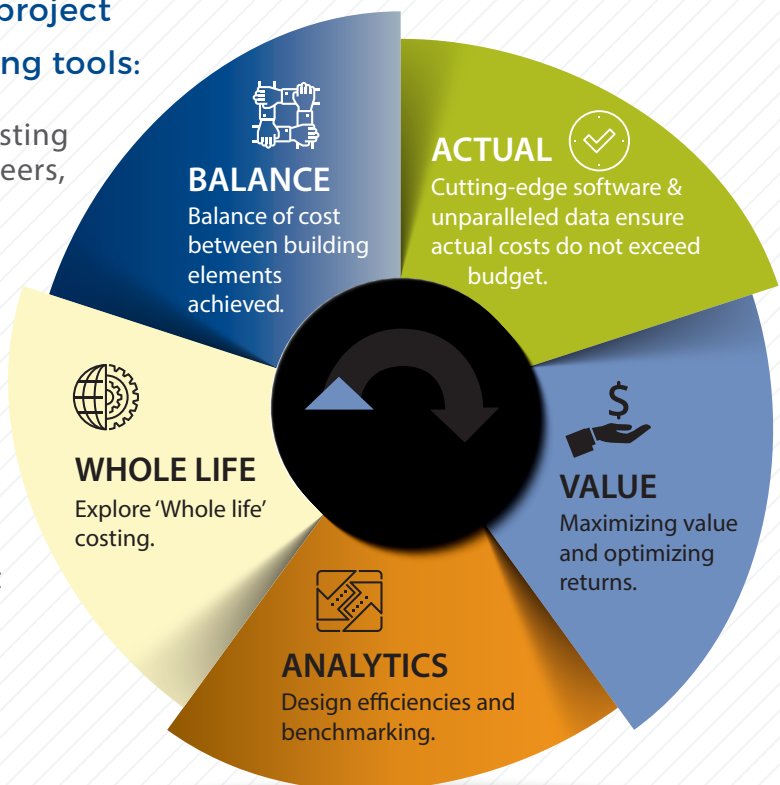 project
ng tools:
sting
eers,
BALANCE
Balance of cost
between building
elements
achieved.
ACTUAL
Cutting-edge software &
unparalleled data ensure
actual costs do not exceed
budget.
$
VALUE
Maximizing value
and optimizing
returns.
ANALYTICS
Design efficiencies and
benchmarking.
WHOLE LIFE
Explore ‘Whole life’
costing.